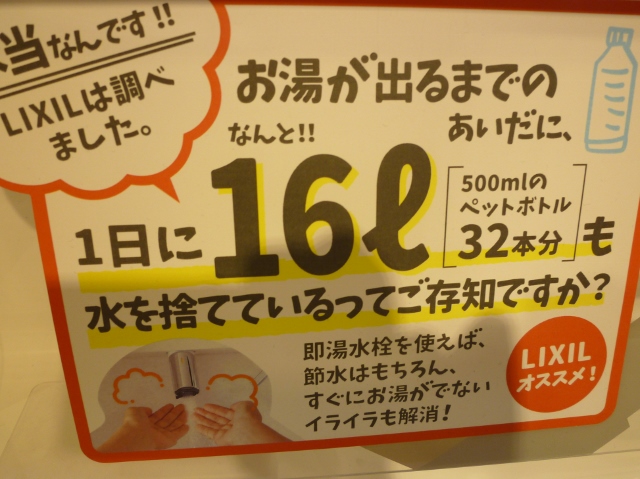 当なんです!!
LIXILは調べ
ました。
お湯が出るまでの
あいだに、
なんと!!
1日に16ℓ
500mlの
ペットボトル
32本分
も
水を捨てているってご存知ですか?
即湯水栓を使えば、
節水はもちろん、
すぐにお湯がでない
イライラも解消!
LIXIL
オススメ!